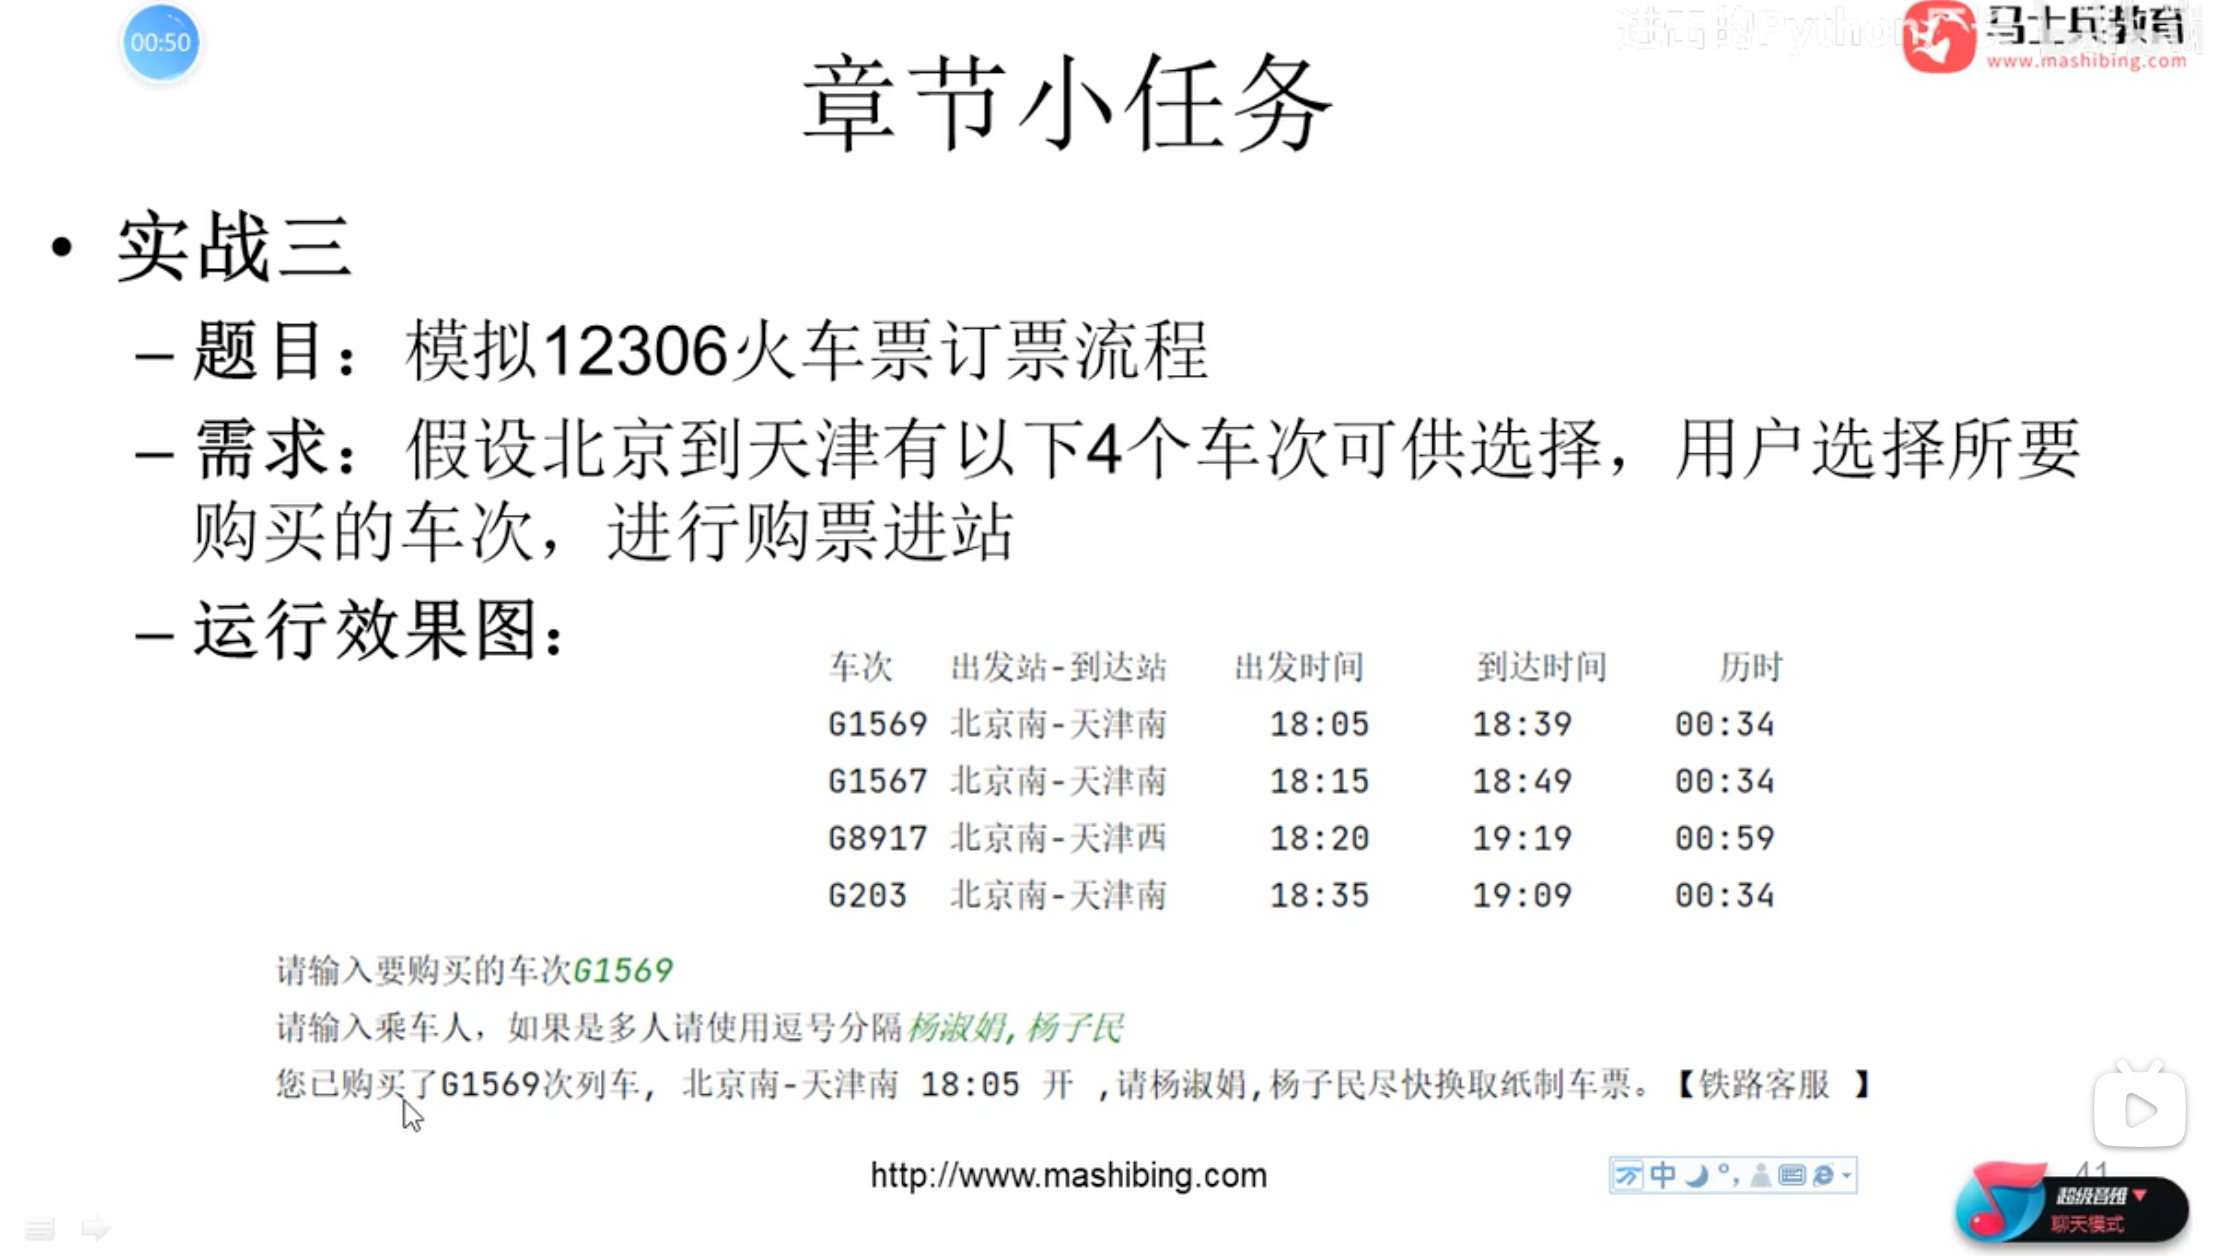 00:50
进击的Python
马士兵教育
www.mashibing.com
章节小任务
• 实战三
– 题目：模拟12306火车票订票流程
– 需求：假设北京到天津有以下4个车次可供选择，用户选择所要
购买的车次，进行购票进站
– 运行效果图：
车次 出发站-到达站 出发时间 到达时间 历时
G1569 北京南-天津南 18:05 18:39 00:34
G1567 北京南-天津南 18:15 18:49 00:34
G8917 北京南-天津西 18:20 19:19 00:59
G203 北京南-天津南 18:35 19:09 00:34
请输入要购买的车次G1569
请输入乘车人，如果是多人请使用逗号分隔杨淑娟,杨子民
您已购买了G1569次列车, 北京南-天津南 18:05 开 ,请杨淑娟,杨子民尽快换取纸制车票。【铁路客服 】
http://www.mashibing.com
中
41
超级音雄
聊天模式